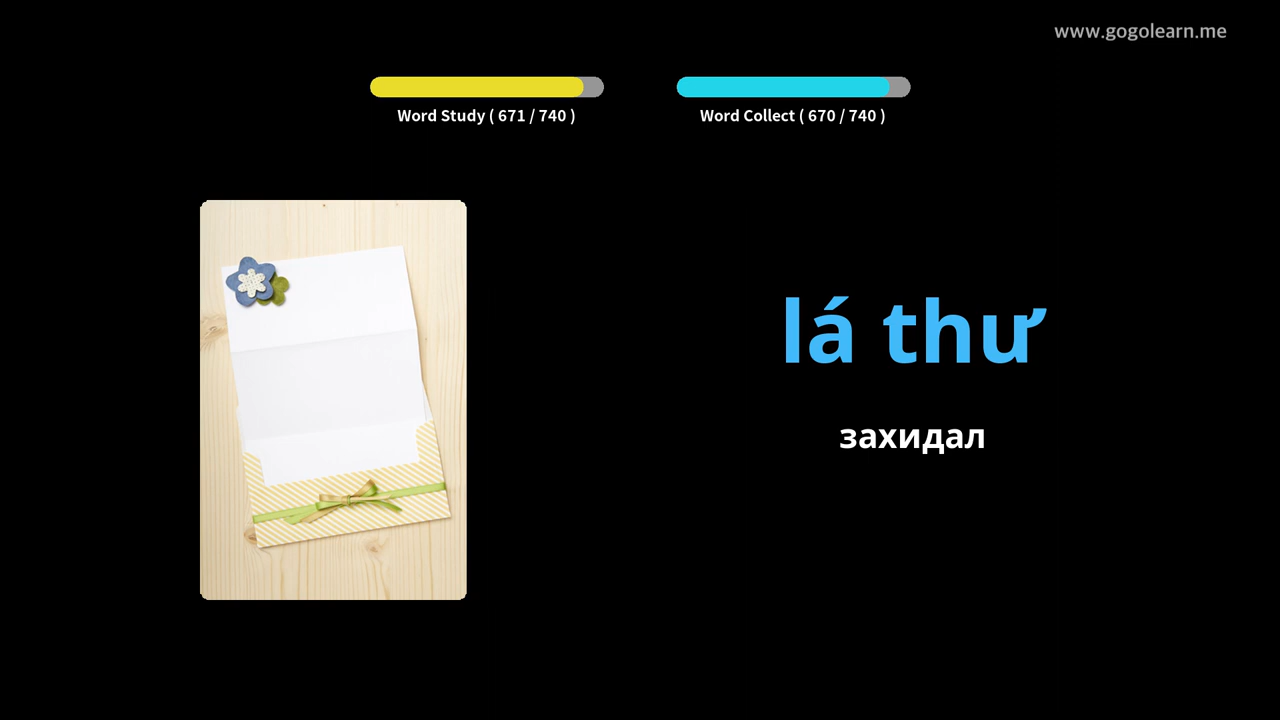 www.gogolearn.me
Word Study ( 671 / 740 )
Word Collect ( 670 / 740 )
lá thư
захидал